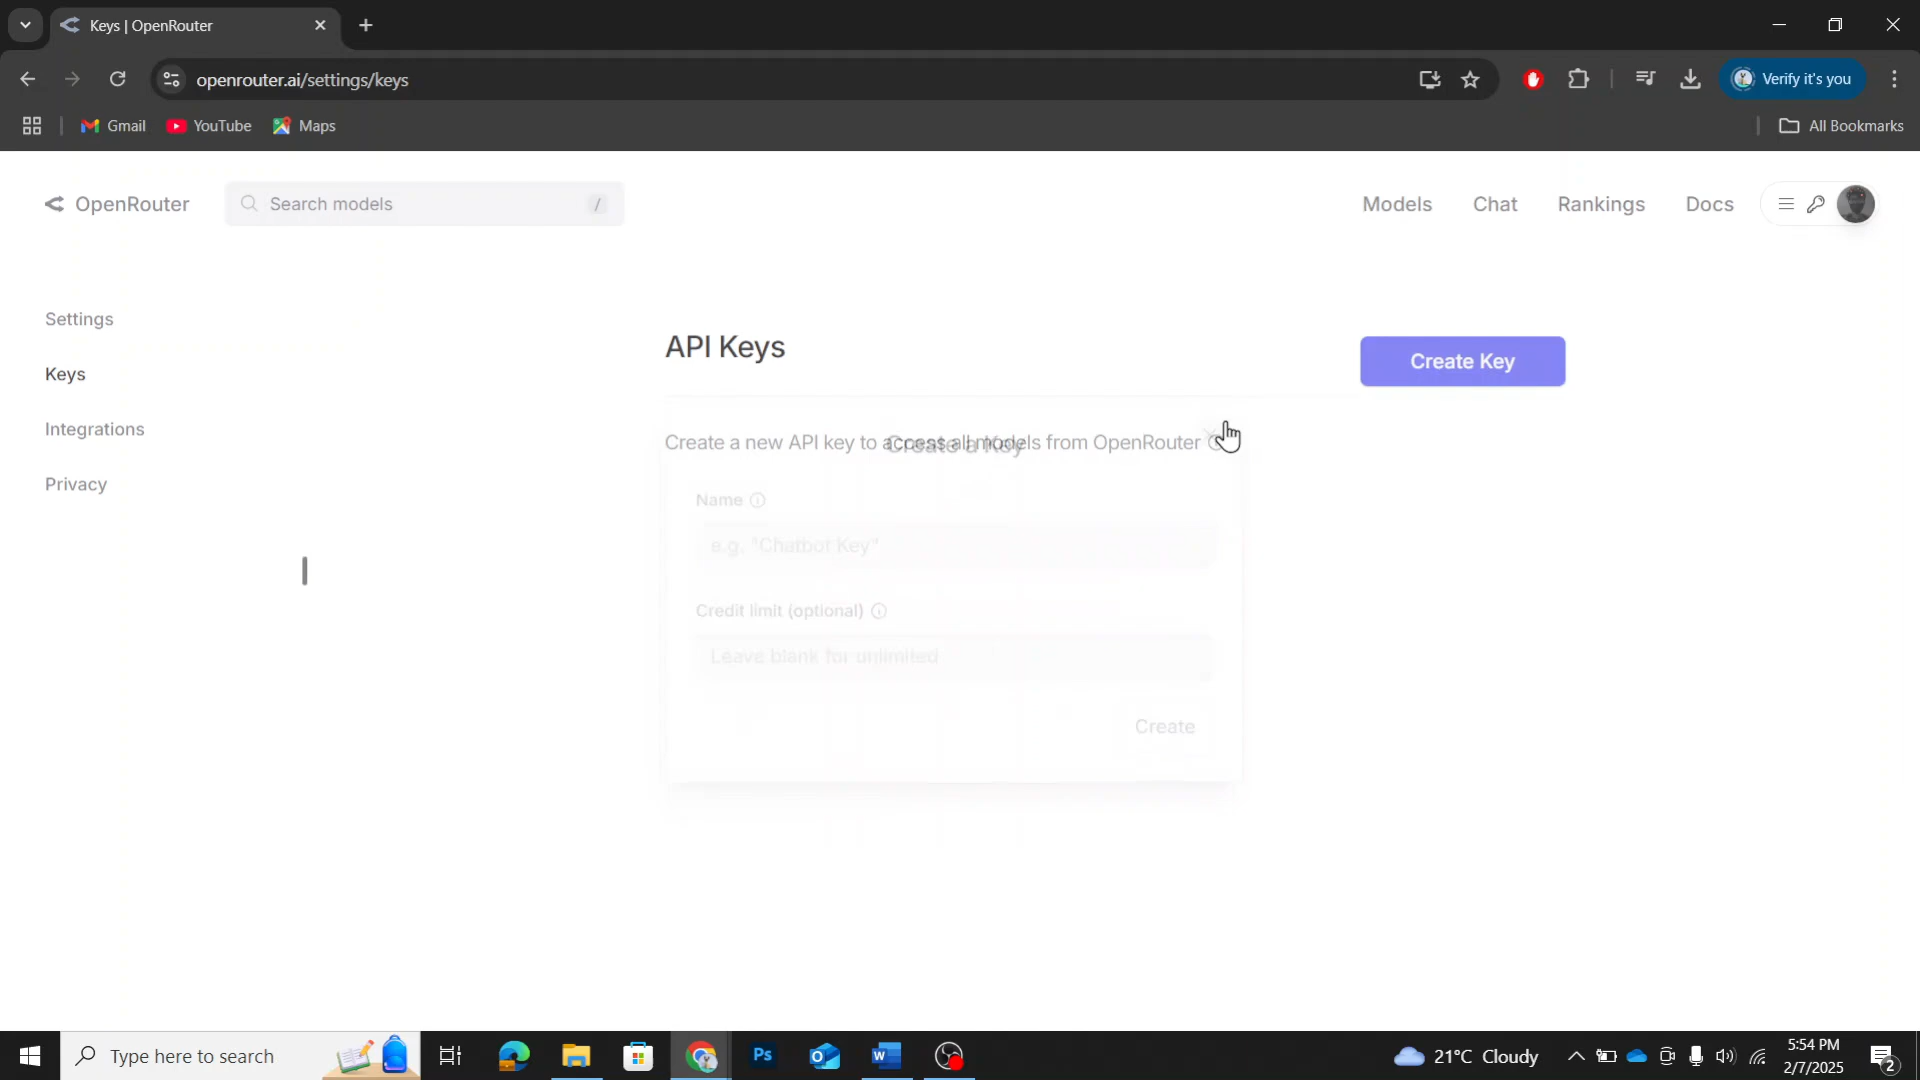 Keys | OpenRouter
openrouter.ai/settings/keys
Verify it's you
Gmail YouTube Maps
All Bookmarks
OpenRouter
Search models /
Models Chat Rankings Docs
Settings
Keys
Integrations
Privacy
API Keys
Create Key
Create a new API key to access all models from OpenRouter
Create a Key
Name
e.g. "Chatbot Key"
Credit limit (optional)
Leave blank for unlimited
Create
Type here to search
Ps
21°C Cloudy
5:54 PM
2/7/2025
2